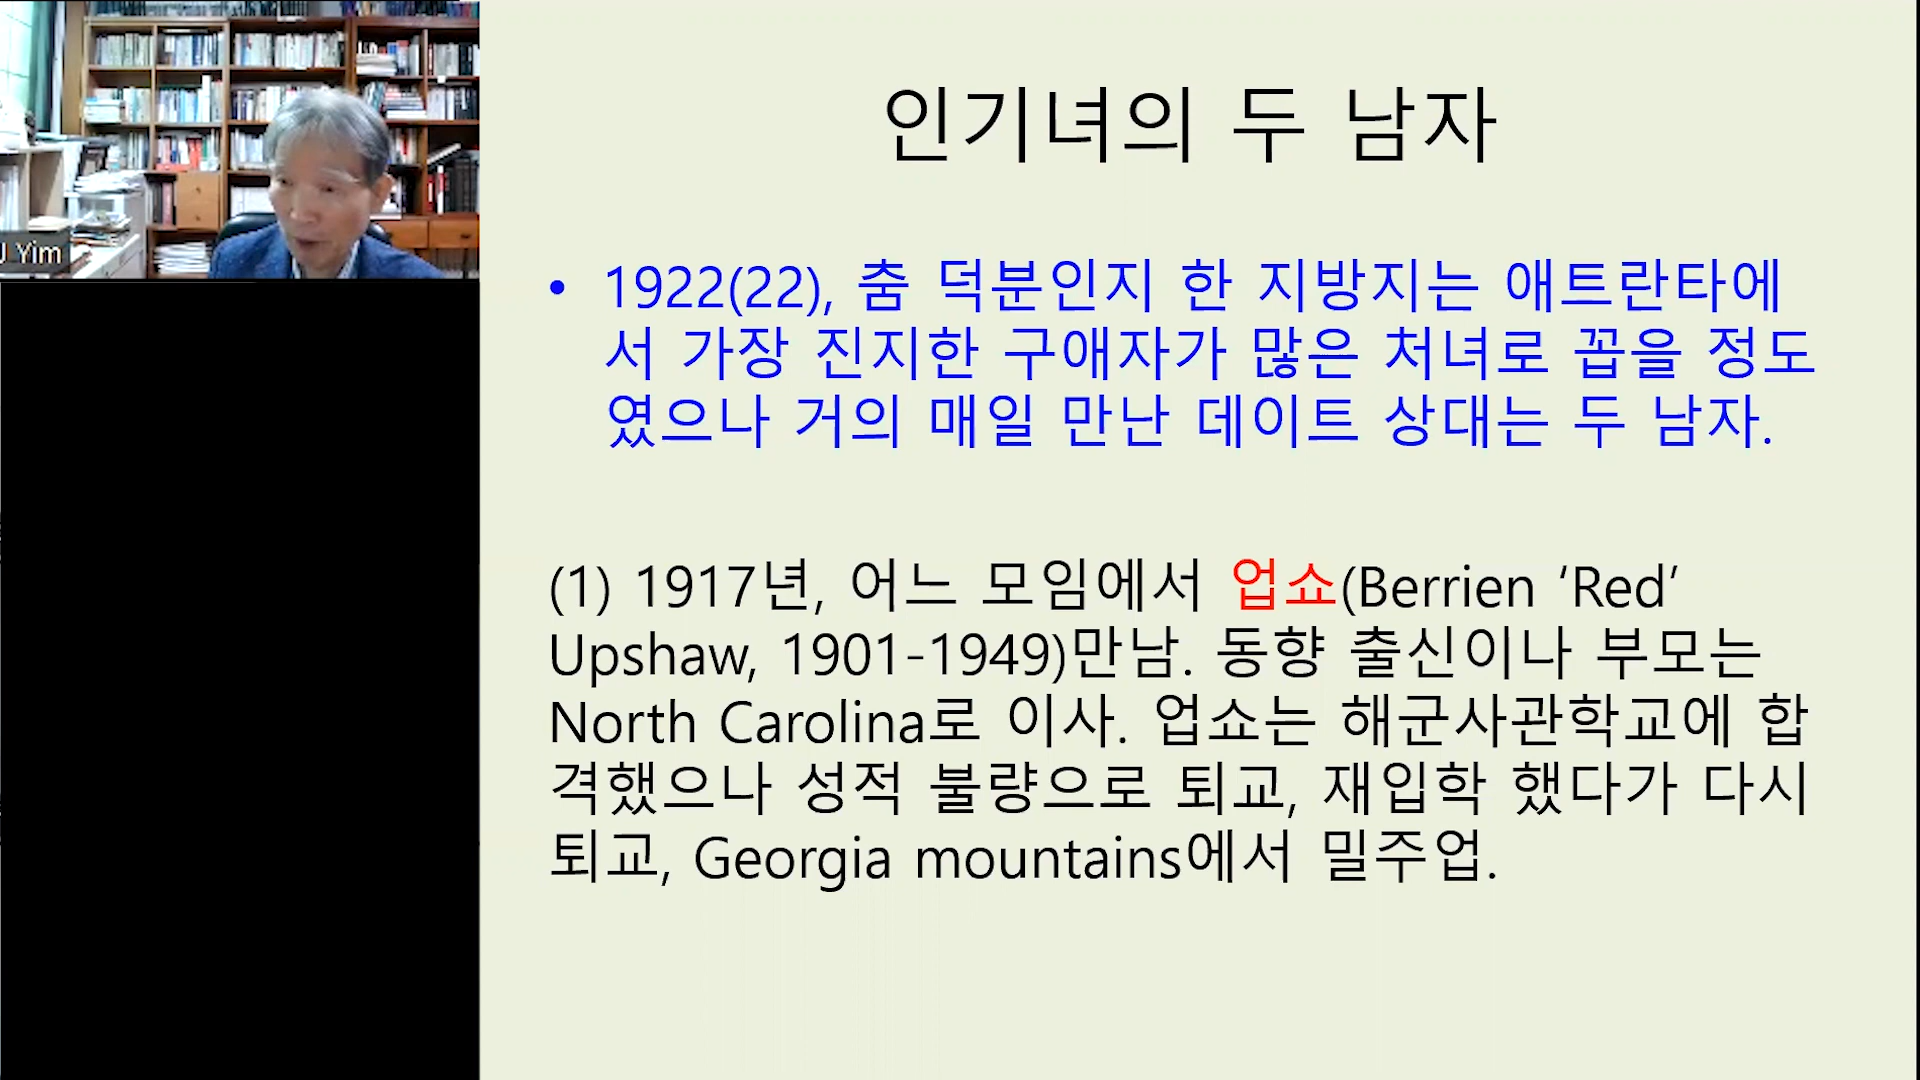 인기녀의 두 남자
• 1922(22), 춤 덕분인지 한 지방지는 애트란타에
서 가장 진지한 구애자가 많은 처녀로 꼽을 정도
였으나 거의 매일 만난 데이트 상대는 두 남자.
(1) 1917년, 어느 모임에서 업쇼(Berrien ‘Red’
Upshaw, 1901-1949)만남. 동향 출신이나 부모는
North Carolina로 이사. 업쇼는 해군사관학교에 합
격했으나 성적 불량으로 퇴교, 재입학 했다가 다시
퇴교, Georgia mountains에서 밀주업.
J Yim